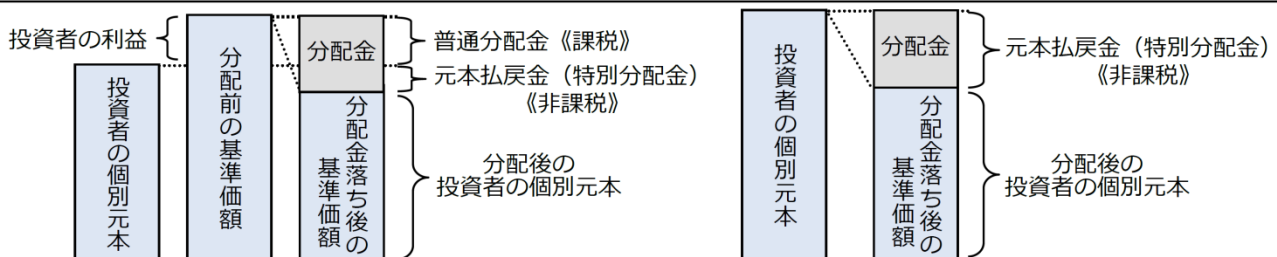 投資者の利益
投資者の個別元本
分配前の基準価額
分配金
分配金落ち後の
基準価額
普通分配金《課税》
元本払戻金（特別分配金）
《非課税》
分配後の
投資者の個別元本
投資者の個別元本
分配金
分配金落ち後の
基準価額
元本払戻金（特別分配金）
《非課税》
分配後の
投資者の個別元本